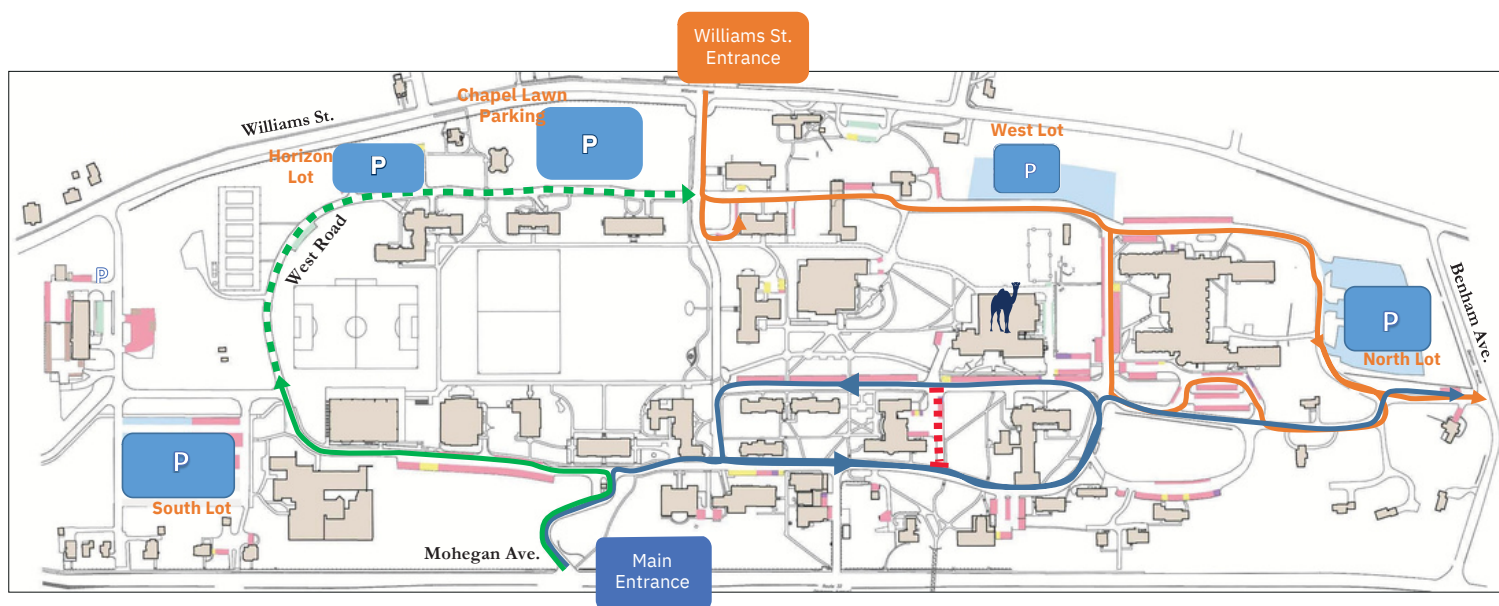 Williams St.
Entrance
Chapel Lawn
Parking
P
Williams St.
Horizon
Lot
P
West Lot
P
West Road
P
Benham Ave.
P
North Lot
P
South Lot
Mohegan Ave.
Main
Entrance